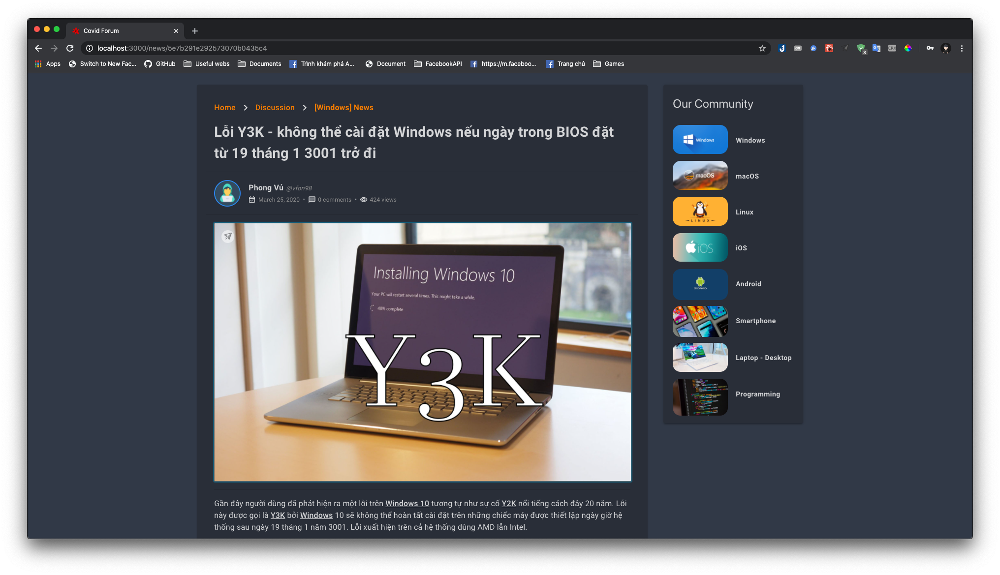 Covid Forum
localhost:3000/news/5e7b291e292573070b0435c4
3
CRX
Apps
Switch to New Fac...
GitHub
Useful webs
Documents
Trình khám phá A...
Document
FacebookAPI
https://m.faceboo...
Trang chủ
Games
Home
Discussion
[Windows] News
Lỗi Y3K - không thể cài đặt Windows nếu ngày trong BIOS đặt
từ 19 tháng 1 3001 trở đi
Phong Vủ @vfon98
March 25, 2020 · 0 comments · 424 views
Installing Windows 10
Your PC will restart several times. This might take a while.
48% complete
Y3K
Gần đây người dùng đã phát hiện ra một lỗi trên Windows 10 tương tự như sự cố Y2K nổi tiếng cách đây 20 năm. Lỗi
này được gọi là Y3K bởi Windows 10 sẽ không thể hoàn tất cài đặt trên những chiếc máy được thiết lập ngày giờ hệ
thống sau ngày 19 tháng 1 năm 3001. Lỗi xuất hiện trên cả hệ thống dùng AMD lẫn Intel.
Our Community
Windows
Windows
macOS
macOS
LINUX
Linux
iOS
iOS
ANDROID
Android
Smartphone
Laptop - Desktop
Programming